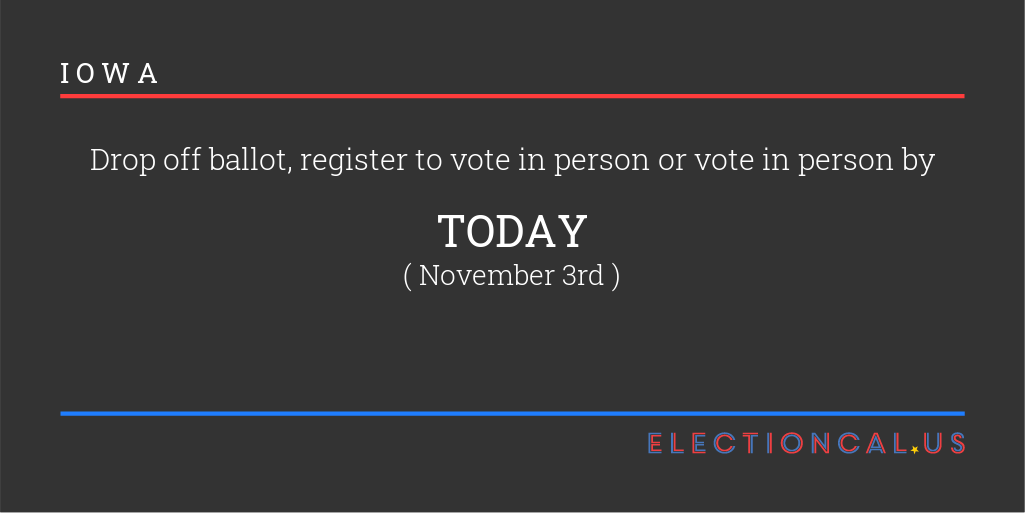 IOWA
Drop off ballot, register to vote in person or vote in person by
TODAY
( November 3rd )
ELECTIONCAL.US